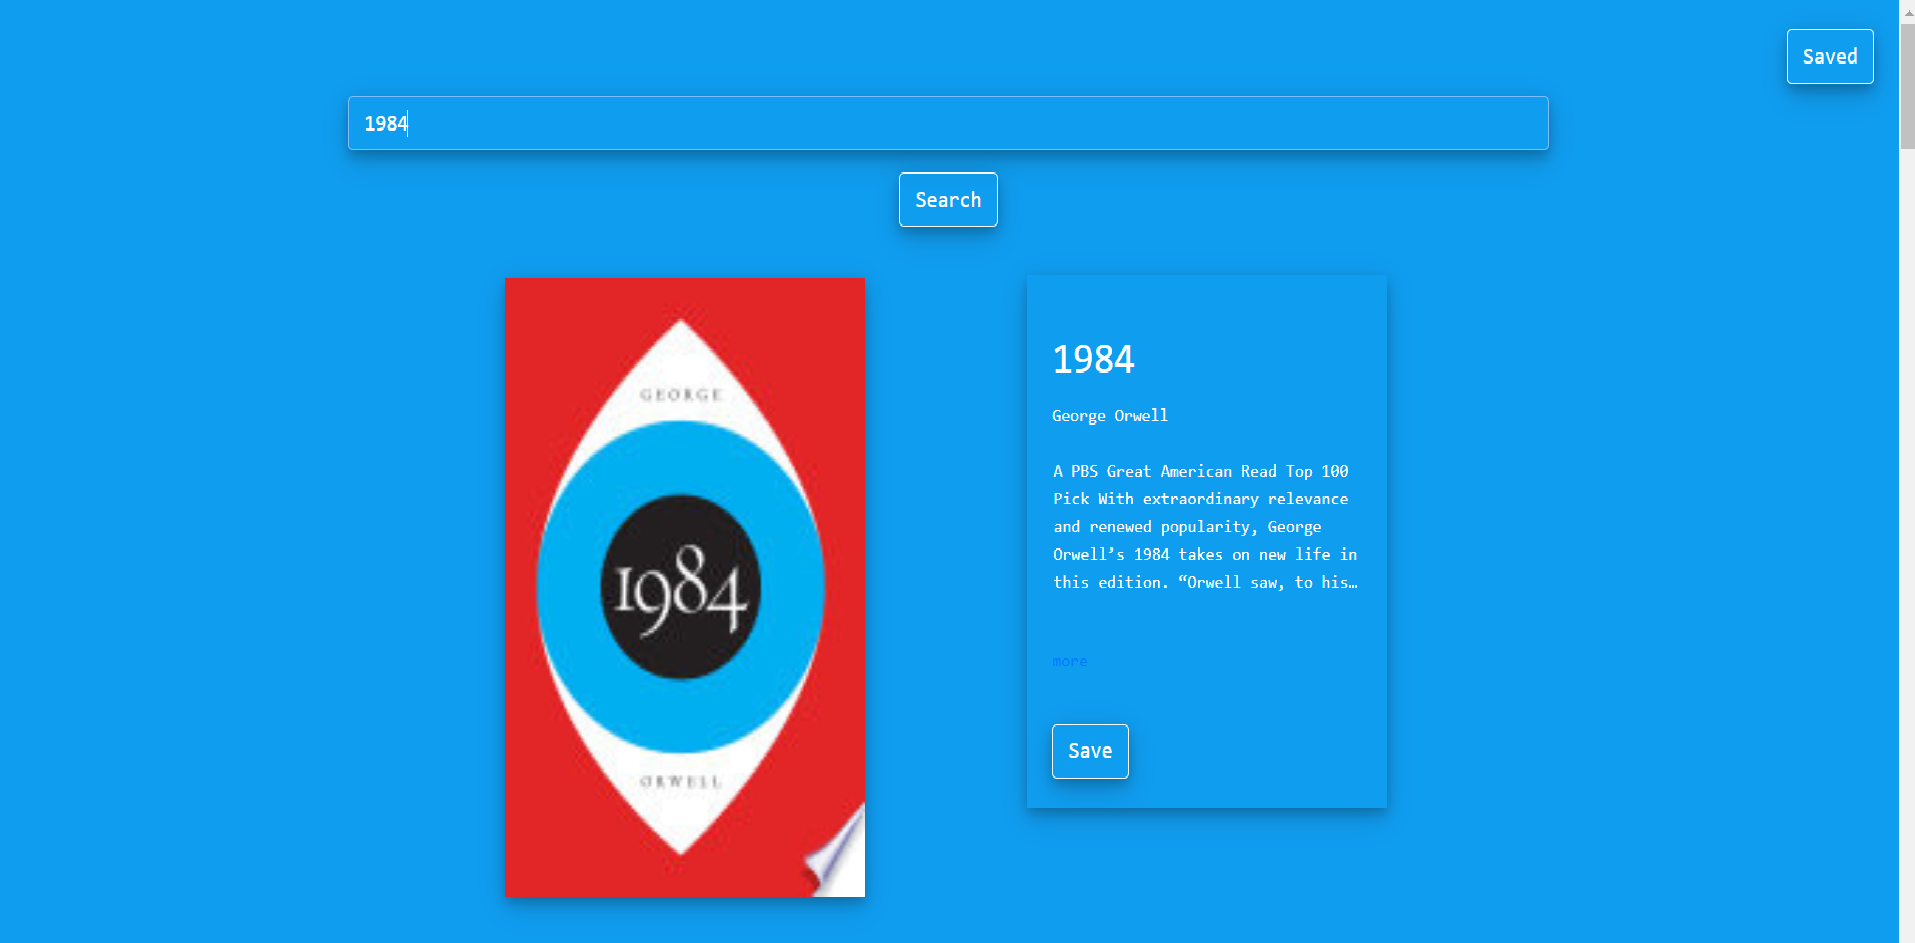 Saved
1984
Search
GEORGE
1984
ORWELL
1984
George Orwell
A PBS Great American Read Top 100
Pick With extraordinary relevance
and renewed popularity, George
Orwell’s 1984 takes on new life in
this edition. “Orwell saw, to his…
more
Save